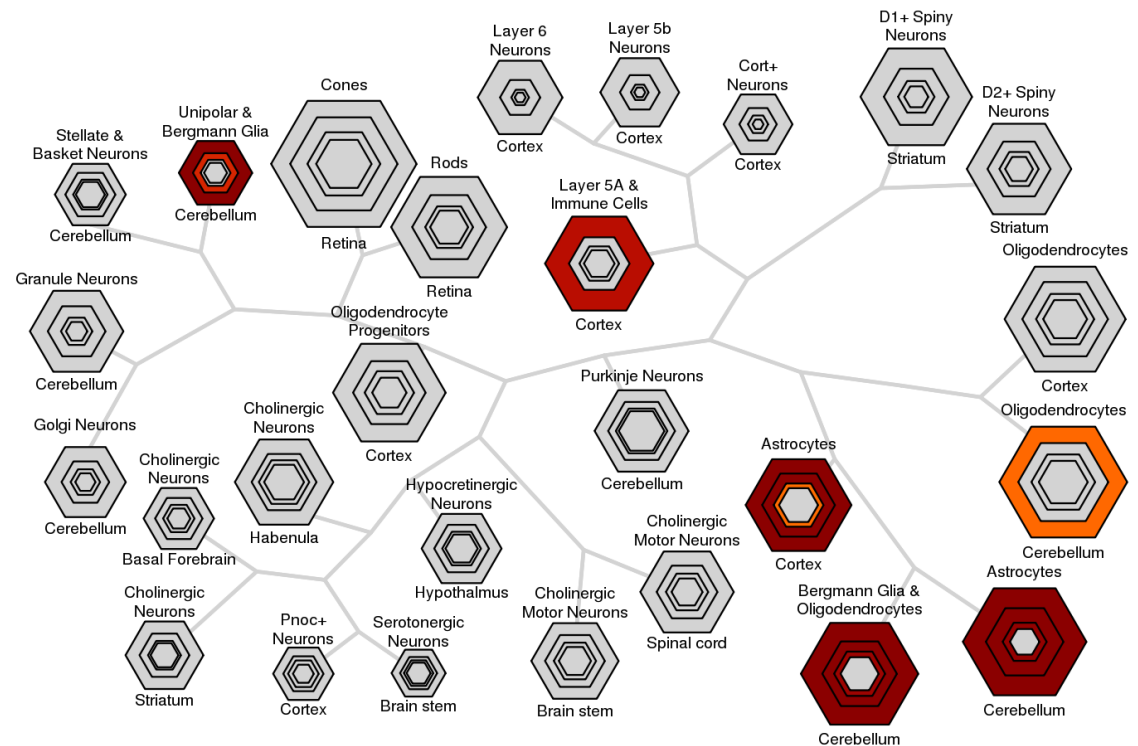 Layer 6
Neurons
Cortex
Layer 5b
Neurons
Cortex
Cort+
Neurons
Cortex
D1+ Spiny
Neurons
Striatum
D2+ Spiny
Neurons
Striatum
Cones
Retina
Rods
Retina
Unipolar &
Bergmann Glia
Cerebellum
Stellate &
Basket Neurons
Cerebellum
Layer 5A &
Immune Cells
Cortex
Oligodendrocytes
Cortex
Granule Neurons
Cerebellum
Oligodendrocyte
Progenitors
Cortex
Purkinje Neurons
Cerebellum
Oligodendrocytes
Cerebellum
Golgi Neurons
Cerebellum
Cholinergic
Neurons
Habenula
Cholinergic
Neurons
Basal Forebrain
Hypocretinergic
Neurons
Hypothalmus
Astrocytes
Cortex
Cholinergic
Motor Neurons
Spinal cord
Cholinergic
Neurons
Striatum
Pnoc+
Neurons
Cortex
Serotonergic
Neurons
Brain stem
Cholinergic
Motor Neurons
Brain stem
Bergmann Glia &
Oligodendrocytes
Cerebellum
Astrocytes
Cerebellum